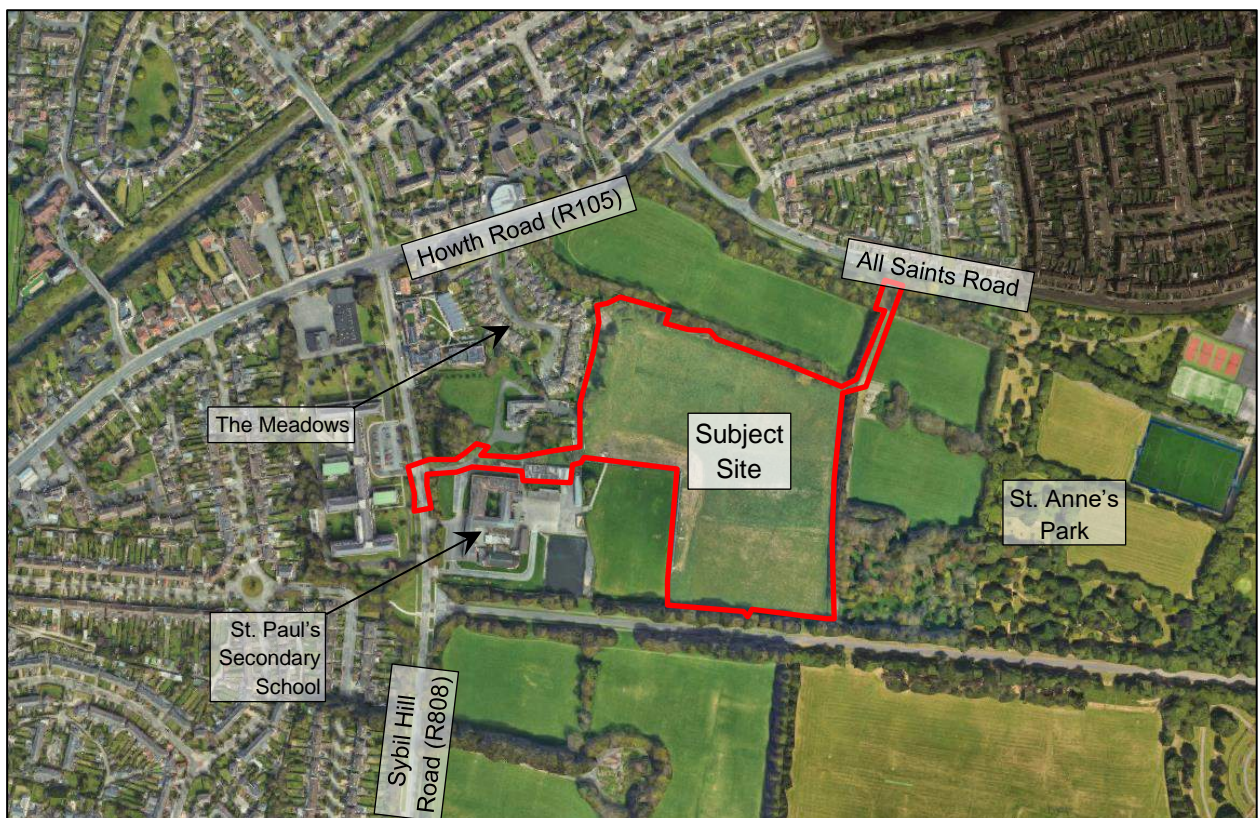 Howth Road (R105)
All Saints Road
The Meadows
Subject
Site
St. Anne's
Park
St. Paul's
Secondary
School
Sybil Hill
Road (R808)